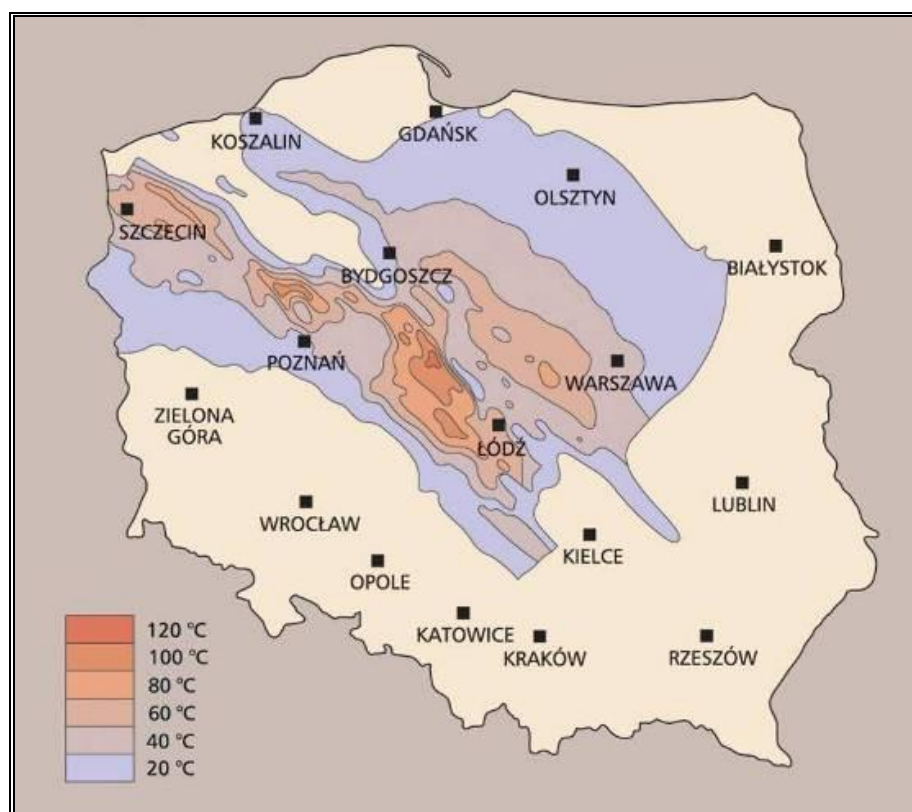 KOSZALIN
GDAŃSK
OLSZTYN
SZCZECIN
BYDGOSZCZ
BIAŁYSTOK
POZNAŃ
WARSZAWA
ZIELONA
GÓRA
ŁÓDŹ
WROCŁAW
LUBLIN
KIELCE
OPOLE
KATOWICE
KRAKÓW
RZESZÓW
120 °C
100 °C
80 °C
60 °C
40 °C
20 °C